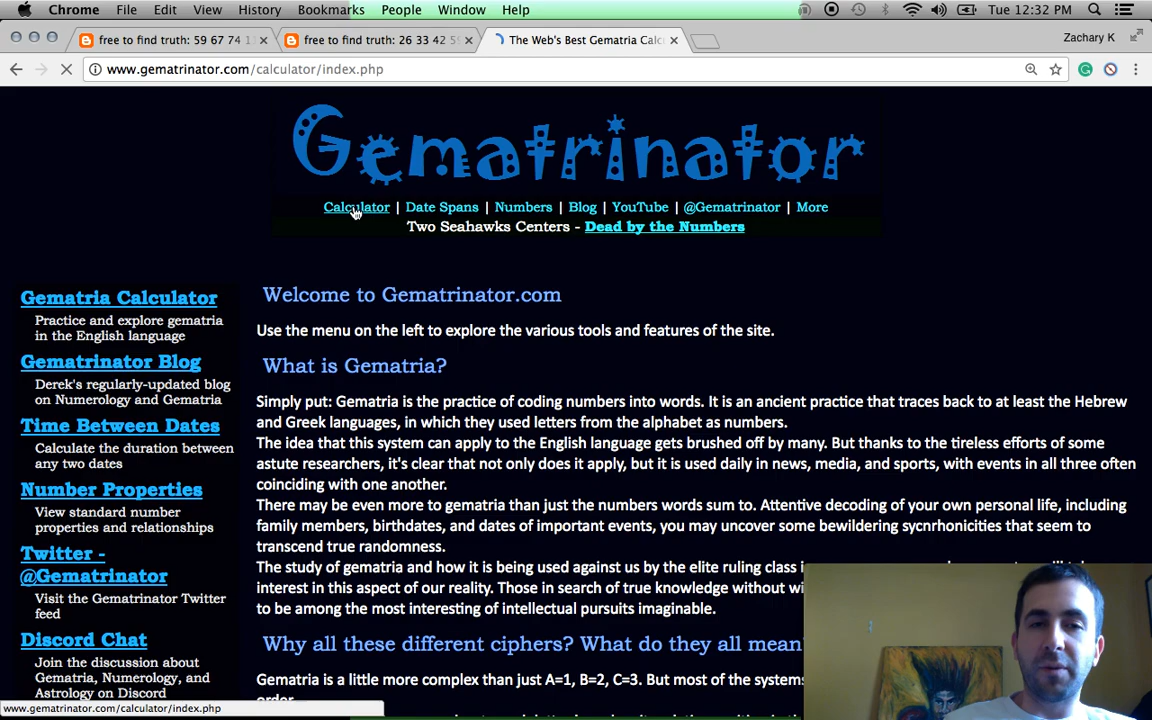 Chrome File Edit View History Bookmarks People Window Help Tue 12:32 PM
free to find truth: 59 67 74 free to find truth: 26 33 42 The Web's Best Gematria Calc Zachary K
www.gematrinator.com/calculator/index.php
Gematrinator
Calculator | Date Spans | Numbers | Blog | YouTube | @Gematrinator | More
Two Seahawks Centers - Dead by the Numbers
Gematria Calculator
Practice and explore gematria
in the English language
Gematrinator Blog
Derek's regularly-updated blog
on Numerology and Gematria
Time Between Dates
Calculate the duration between
any two dates
Number Properties
View standard number
properties and relationships
Twitter -
@Gematrinator
Visit the Gematrinator Twitter
feed
Discord Chat
Join the discussion about
Gematria, Numerology, and
Astrology on Discord
Welcome to Gematrinator.com
Use the menu on the left to explore the various tools and features of the site.
What is Gematria?
Simply put: Gematria is the practice of coding numbers into words. It is an ancient practice that traces back to at least the Hebrew
and Greek languages, in which they used letters from the alphabet as numbers.
The idea that this system can apply to the English language gets brushed off by many. But thanks to the tireless efforts of some
astute researchers, it's clear that not only does it apply, but it is used daily in news, media, and sports, with events in all three often
coinciding with one another.
There may be even more to gematria than just the numbers words sum to. Attentive decoding of your own personal life, including
family members, birthdates, and dates of important events, you may uncover some bewildering sycnrhonicities that seem to
transcend true randomness.
The study of gematria and how it is being used against us by the elite ruling class
interest in this aspect of our reality. Those in search of true knowledge without
to be among the most interesting of intellectual pursuits imaginable.
Why all these different ciphers? What do they all mean
Gematria is a little more complex than just A=1, B=2, C=3. But most of the systems
order.
www.gematrinator.com/calculator/index.php